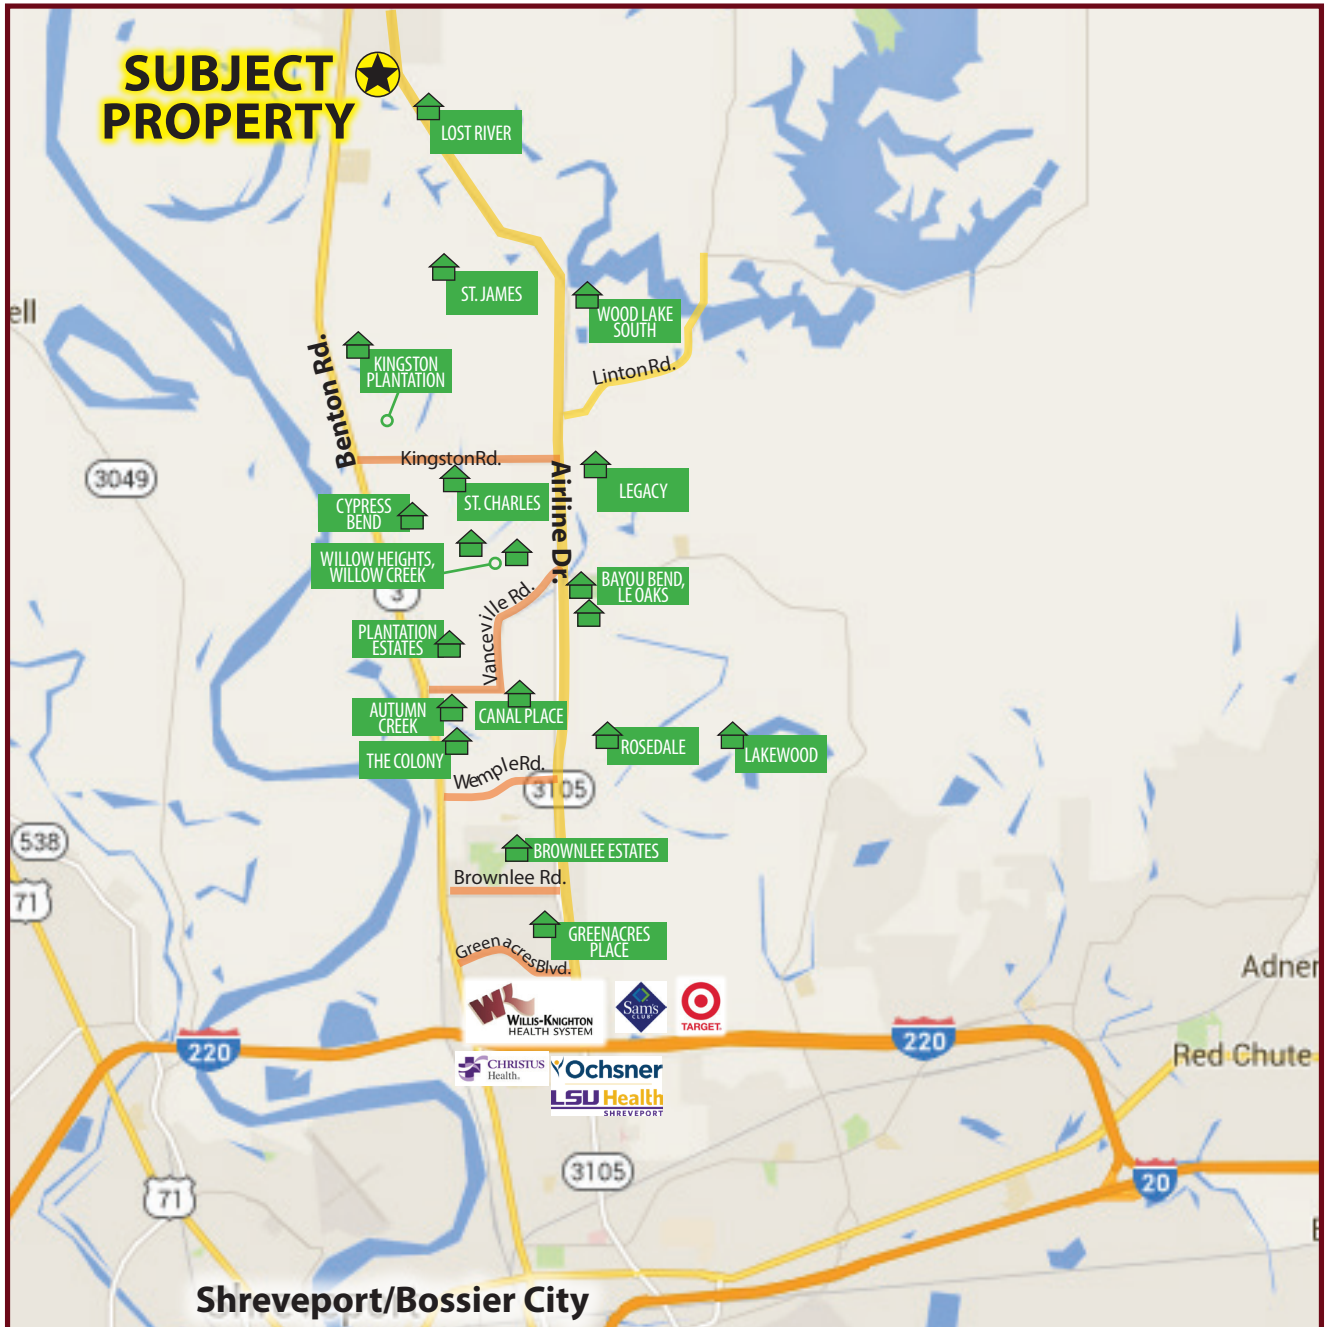 SUBJECT
PROPERTY
LOST RIVER
ST. JAMES
WOOD LAKE
SOUTH
ell
Benton Rd.
KINGSTON
PLANTATION
Linton Rd.
Kingston Rd.
3049
Airline Dr.
LEGACY
ST. CHARLES
CYPRESS
BEND
WILLOW HEIGHTS,
WILLOW CREEK
3
BAYOU BEND,
LE OAKS
Vanceville Rd.
PLANTATION
ESTATES
AUTUMN
CREEK
CANAL PLACE
THE COLONY
ROSEDALE
LAKEWOOD
Wemple Rd.
3105
538
BROWNLEE ESTATES
Brownlee Rd.
71
GREENACRES
PLACE
Greenacres Blvd.
Adner
WILLIS-KNIGHTON
HEALTH SYSTEM
Sam's
CLUB
TARGET
220
220
Red Chute
CHRISTUS
Health.
Ochsner
LSU Health
SHREVEPORT
3105
71
20
Shreveport/Bossier City